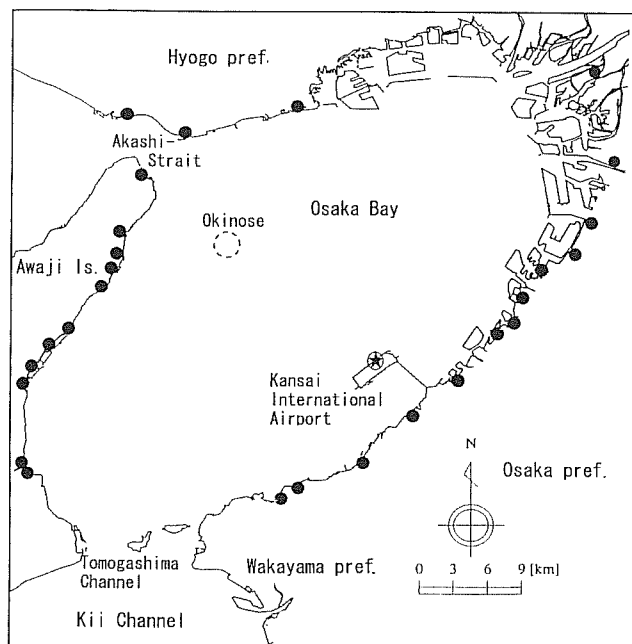 Hyogo pref.
Akashi-
Strait
Okinose
Osaka Bay
Awaji Is.
Kansai
International
Airport
N
Osaka pref.
Tomogashima
Channel
Wakayama pref.
0 3 6 9 [km]
Kii Channel